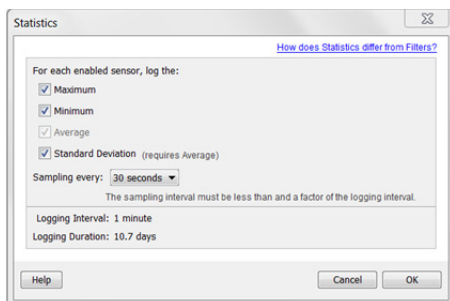 Statistics
How does Statistics differ from Filters?
For each enabled sensor, log the:
Maximum
Minimum
Average
Standard Deviation (requires Average)
Sampling every: 30 seconds
The sampling interval must be less than and a factor of the logging interval.
Logging Interval: 1 minute
Logging Duration: 10.7 days
Help Cancel OK